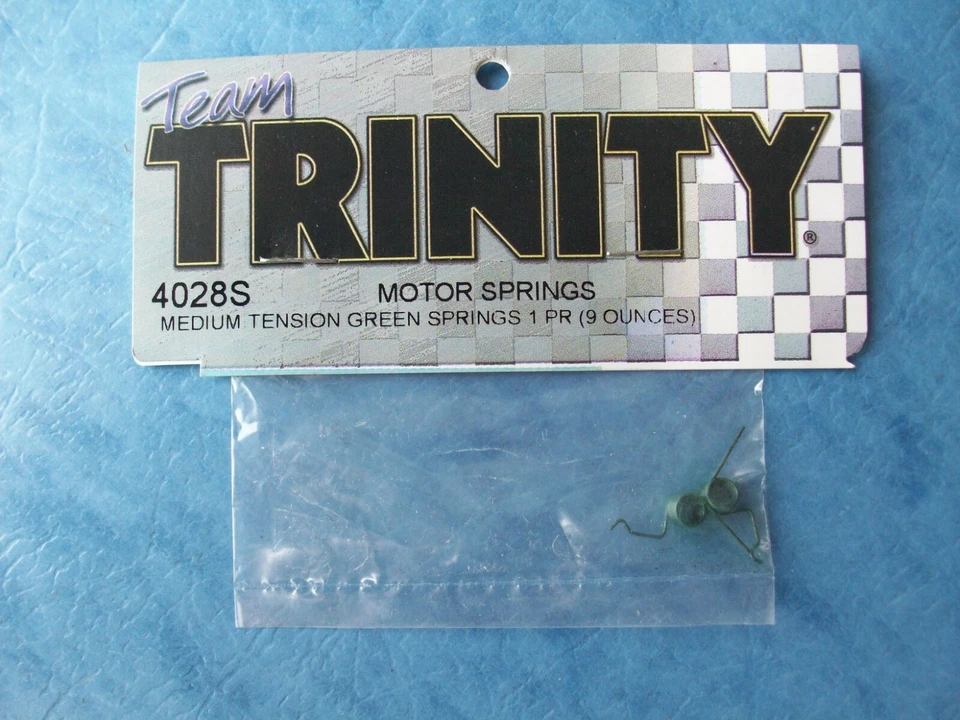 Team
TRINITY®
4028S MOTOR SPRINGS
MEDIUM TENSION GREEN SPRINGS 1 PR (9 OUNCES)